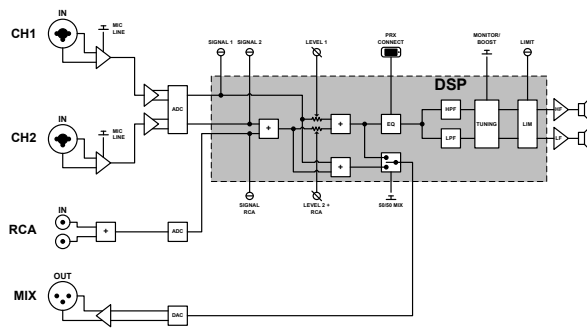 IN
CH1
MIC
LINE
SIGNAL 1
SIGNAL 2
LEVEL 1
PRX
CONNECT
MONITOR/
BOOST
LIMIT
DSP
ADC
+
+
EQ
HPF
LPF
TUNING
LIM
HF
LF
IN
CH2
MIC
LINE
+
SIGNAL
RCA
LEVEL 2 +
RCA
50/50 MIX
IN
RCA
+
ADC
OUT
MIX
DAC